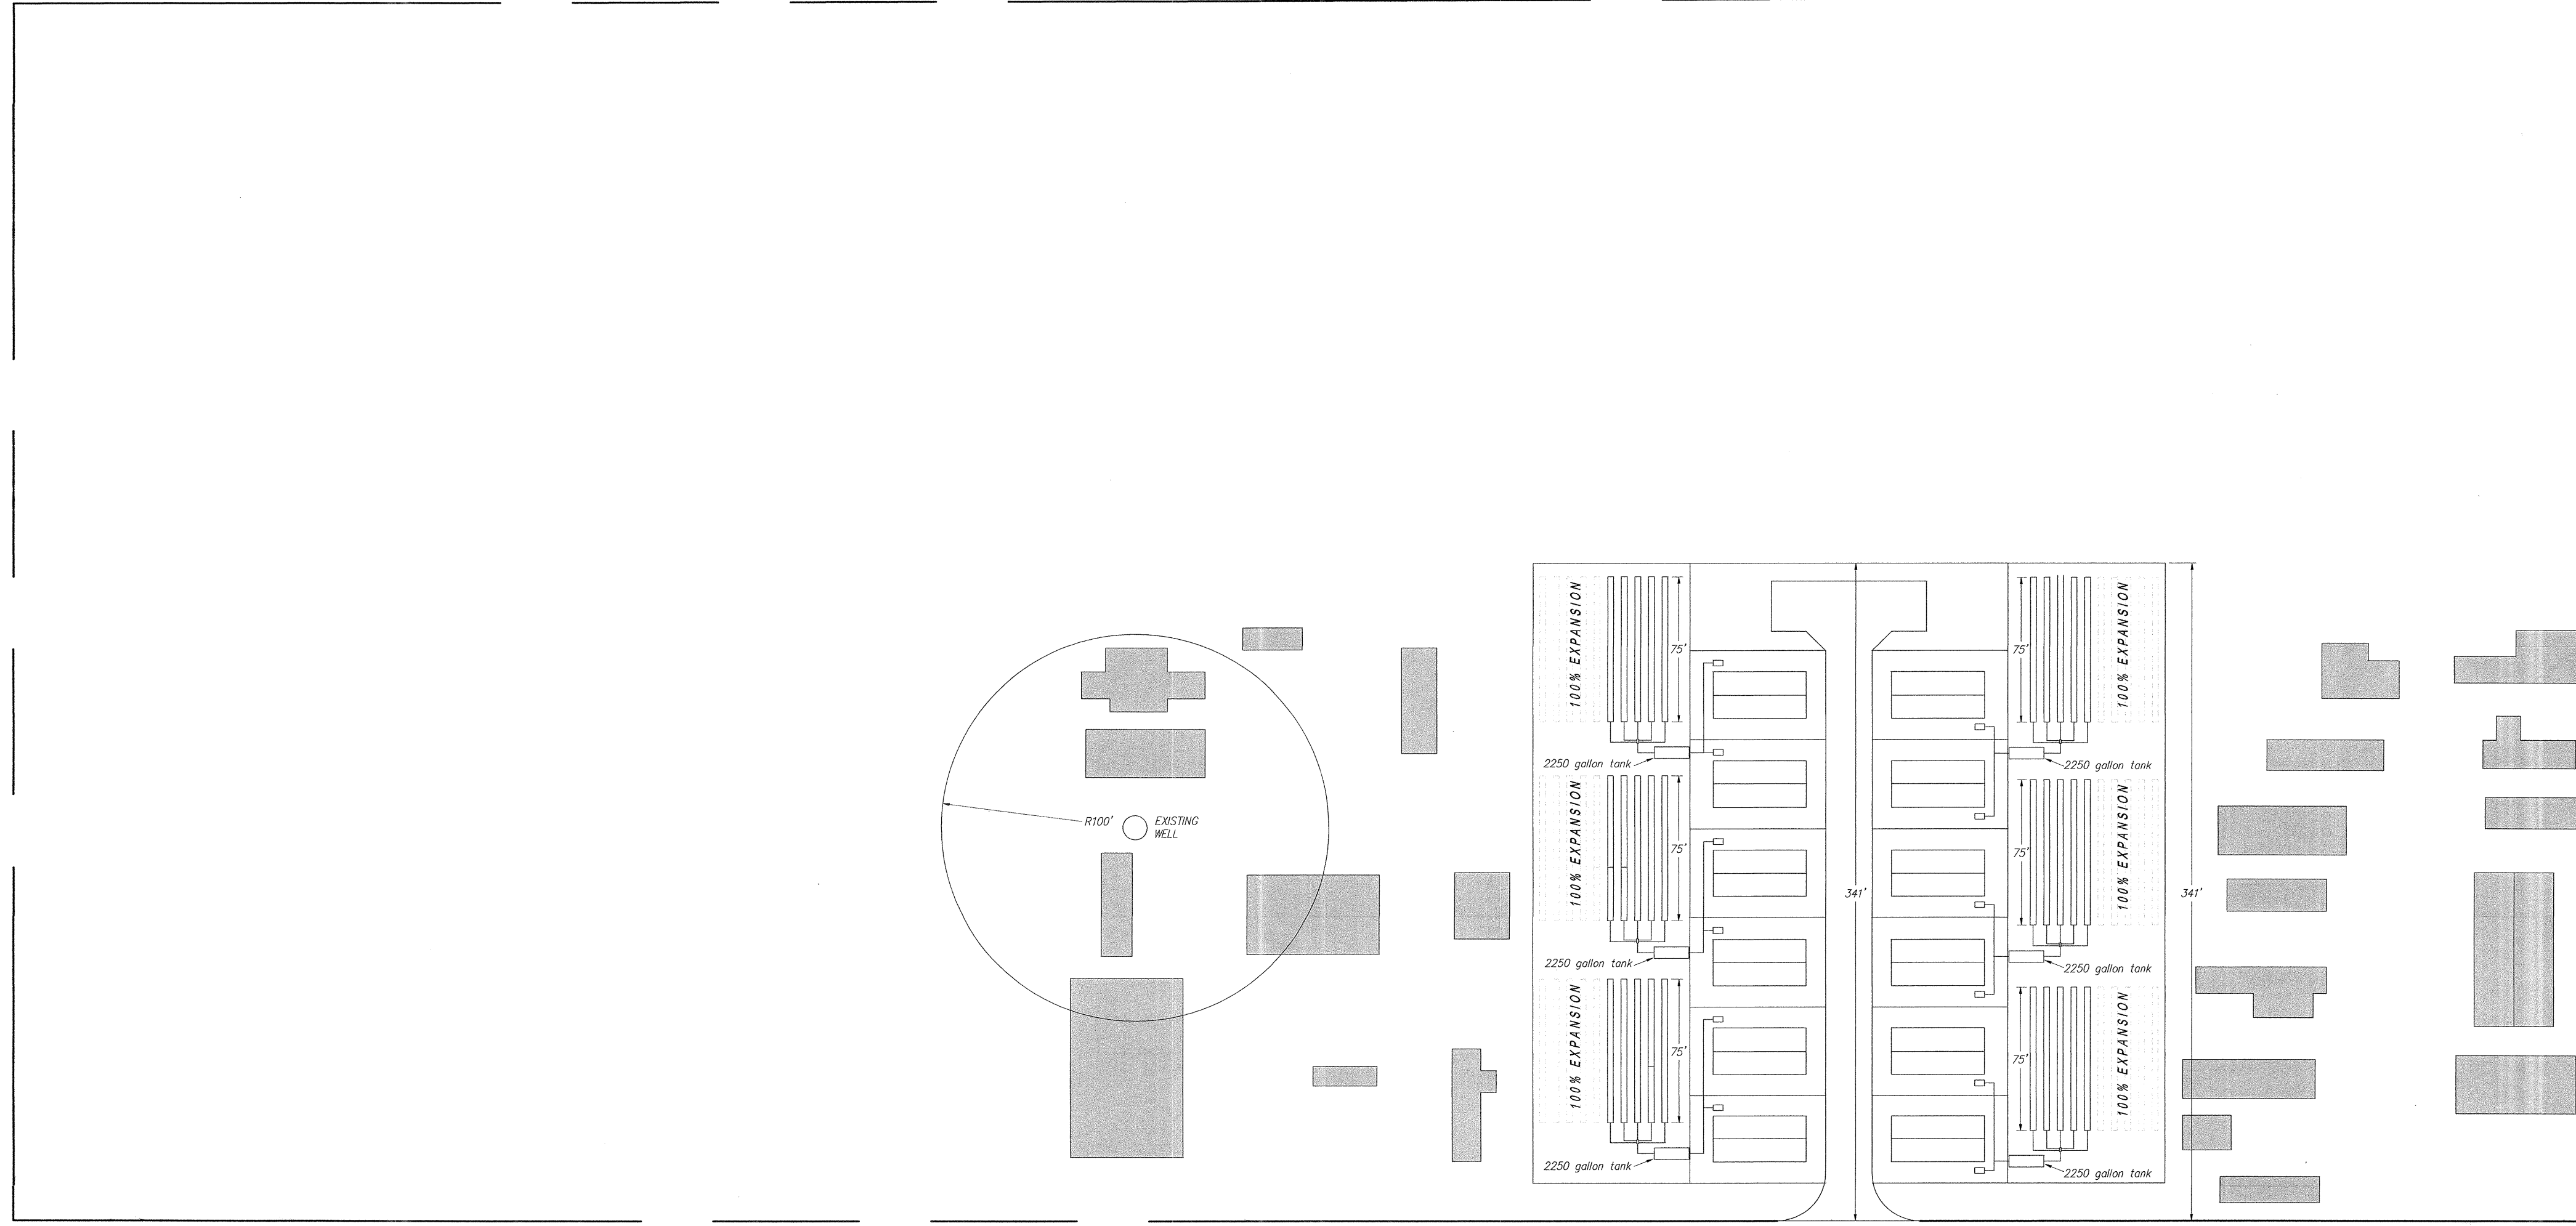 100% EXPANSION
75'
75'
100% EXPANSION
2250 gallon tank
2250 gallon tank
R100'
EXISTING
WELL
100% EXPANSION
75'
75'
100% EXPANSION
341'
341'
2250 gallon tank
2250 gallon tank
100% EXPANSION
75'
75'
100% EXPANSION
2250 gallon tank
2250 gallon tank